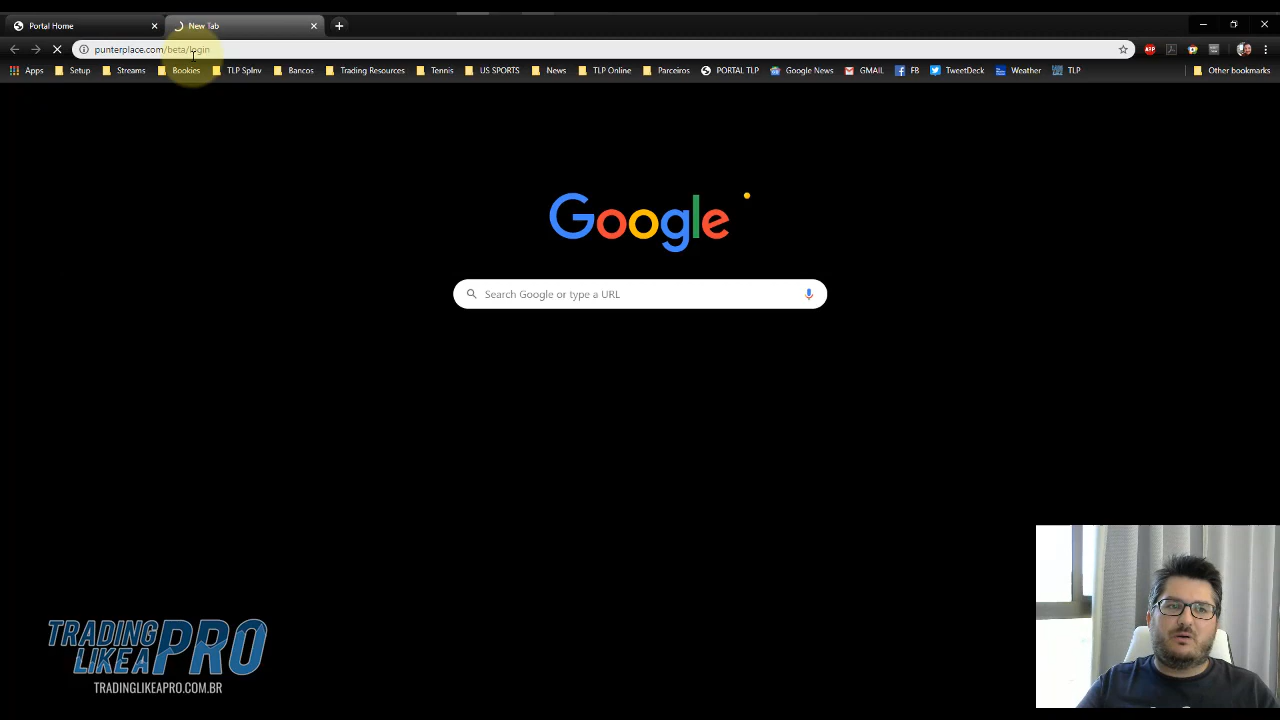 Portal Home
New Tab
punterplace.com/beta/login
Apps Setup Streams Bookies TLP SpInv Bancos Trading Resources Tennis US SPORTS News TLP Online Parceiros PORTAL TLP Google News GMAIL FB TweetDeck Weather TLP Other bookmarks
Google
Search Google or type a URL
TRADING
LIKE A PRO
TRADINGLIKEAPRO.COM.BR